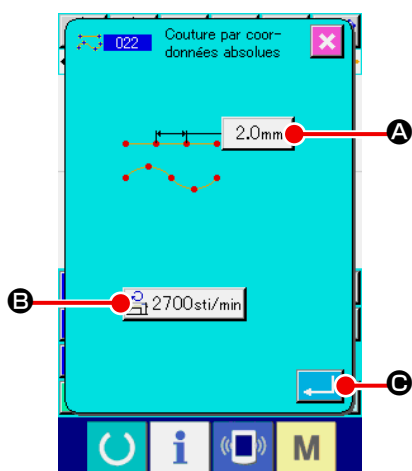 022
Couture par coor-
données absolues
2.0mm
A
B
2700sti/min
C
i
M